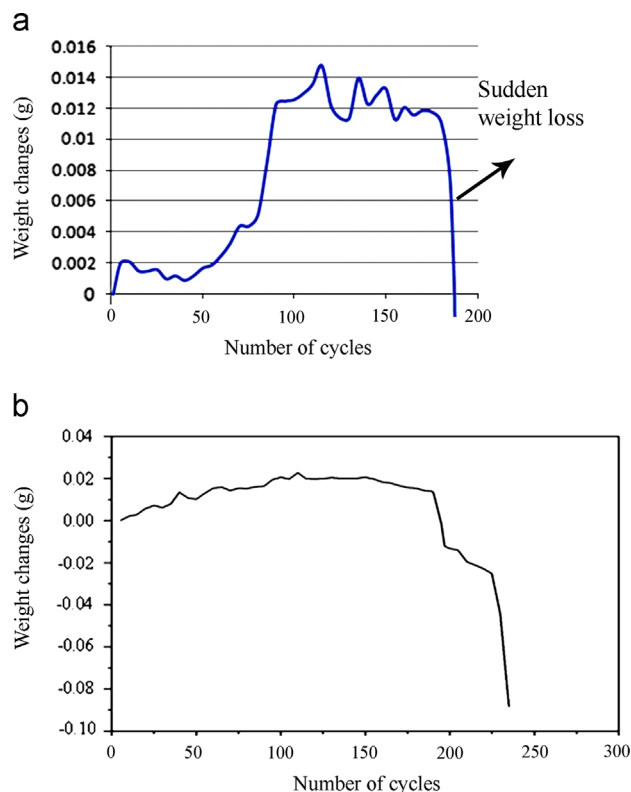 a
0.016
0.014
0.012
0.01
0.008
0.006
0.004
0.002
0
Weight changes (g)
Sudden
weight loss
0 50 100 150 200
Number of cycles
b
0.04
0.02
0.00
-0.02
-0.04
-0.06
-0.08
-0.10
Weight changes (g)
0 50 100 150 200 250 300
Number of cycles